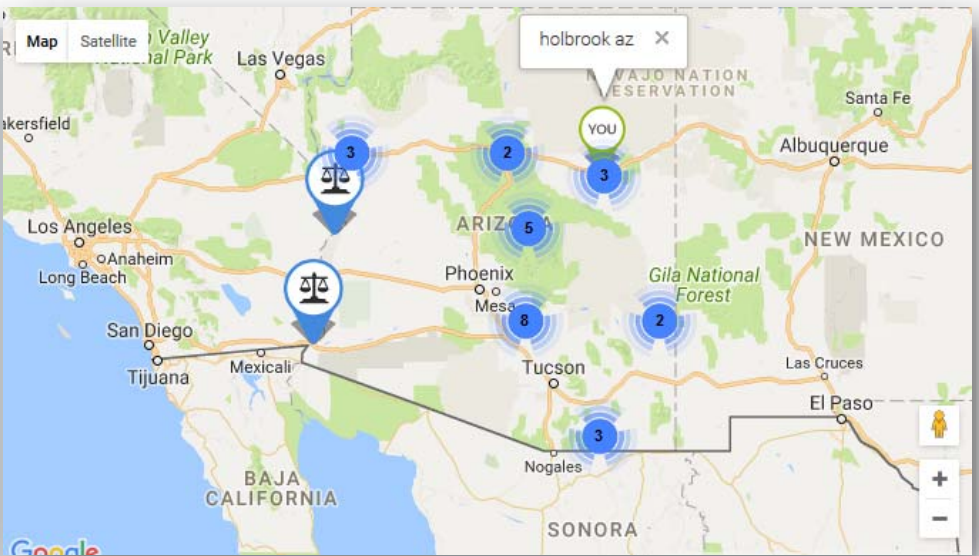 Map
Satellite
Valley
nal Park
Las Vegas
holbrook az
NAVAJO NATION
RESERVATION
Santa Fe
akersfield
YOU
Albuquerque
3
2
3
Los Angeles
Anaheim
Long Beach
ARIZONA
5
NEW MEXICO
Phoenix
Mesa
Gila National
Forest
8
2
San Diego
Tijuana
Mexicali
Tucson
Las Cruces
El Paso
3
Nogales
BAJA
CALIFORNIA
SONORA
Google